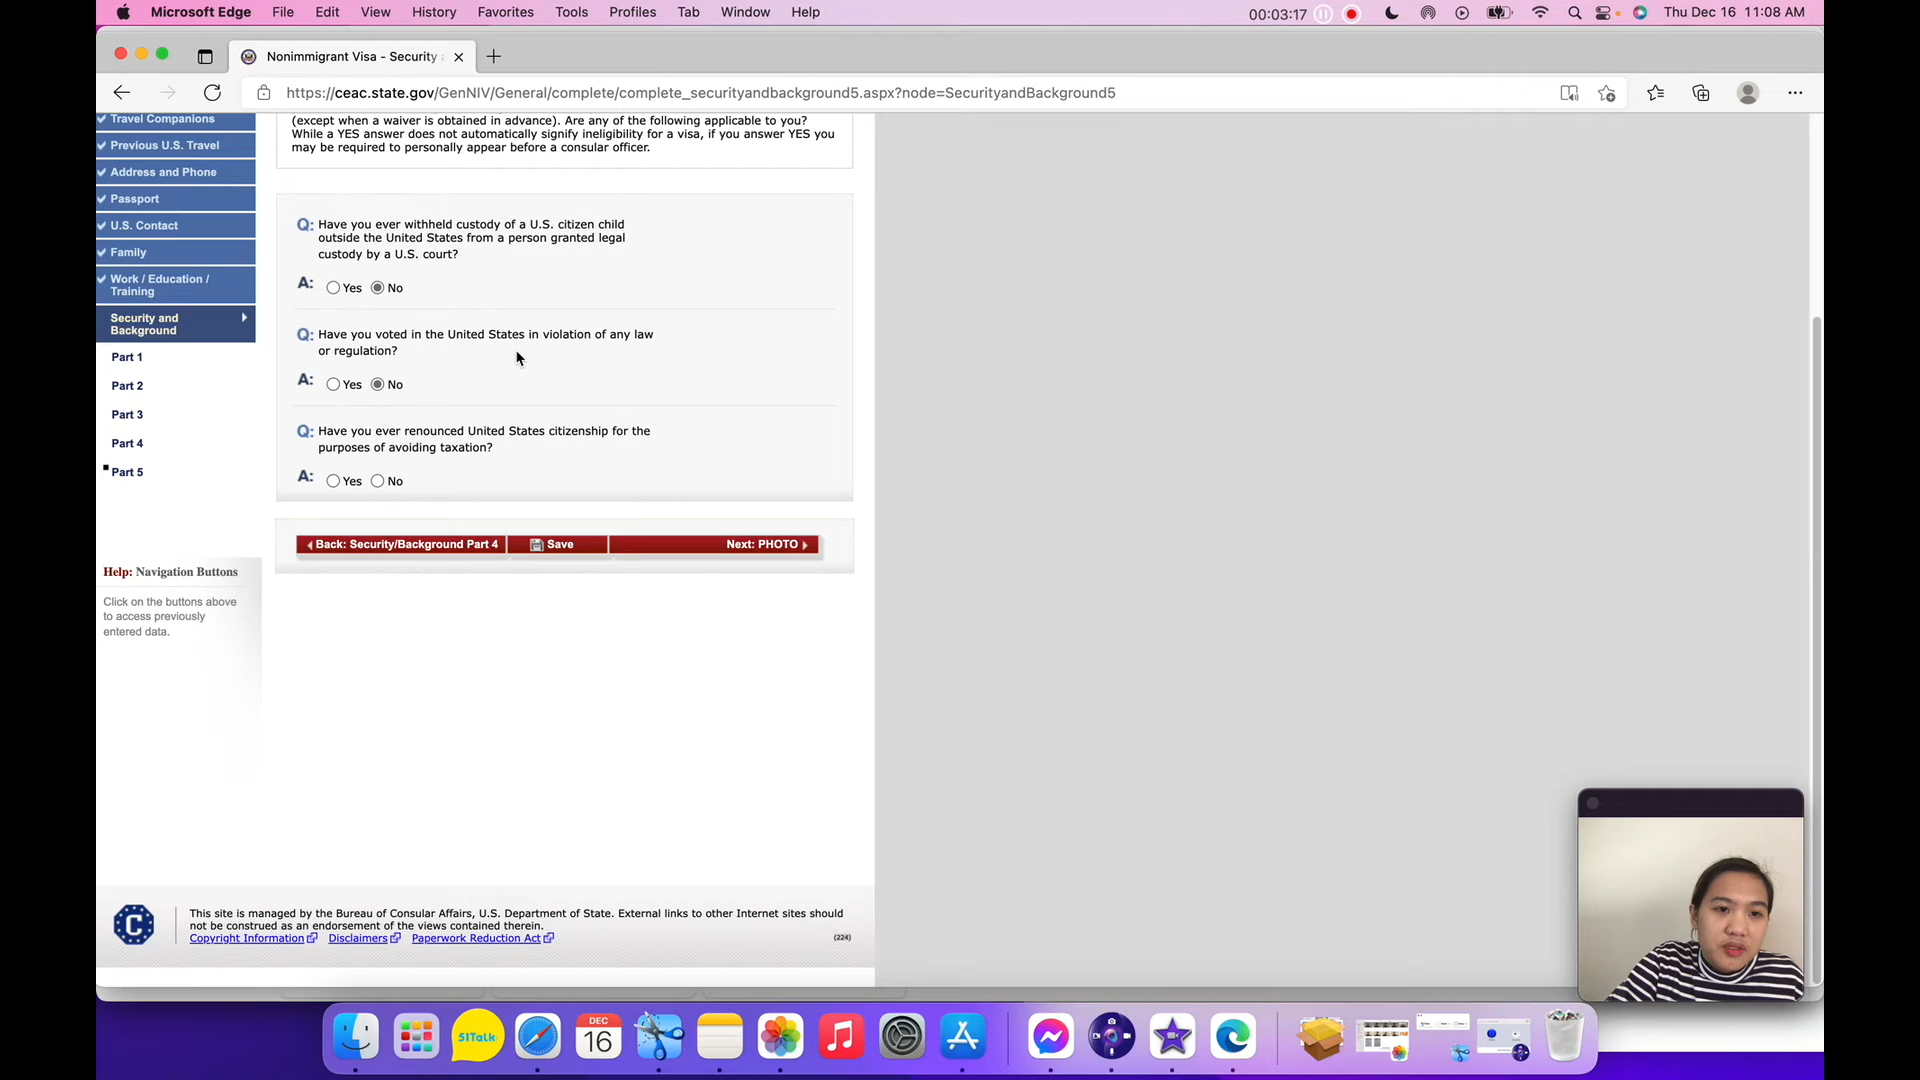 Microsoft Edge File Edit View History Favorites Tools Profiles Tab Window Help 00:03:17 Thu Dec 16 11:08 AM
Nonimmigrant Visa - Security
https://ceac.state.gov/GenNIV/General/complete/complete_securityandbackground5.aspx?node=SecurityandBackground5
Travel Companions
Previous U.S. Travel
Address and Phone
Passport
U.S. Contact
Family
Work / Education /
Training
Security and
Background
Part 1
Part 2
Part 3
Part 4
Part 5
Help: Navigation Buttons
Click on the buttons above
to access previously
entered data.
(except when a waiver is obtained in advance). Are any of the following applicable to you?
While a YES answer does not automatically signify ineligibility for a visa, if you answer YES you
may be required to personally appear before a consular officer.
Q: Have you ever withheld custody of a U.S. citizen child
outside the United States from a person granted legal
custody by a U.S. court?
A: Yes No
Q: Have you voted in the United States in violation of any law
or regulation?
A: Yes No
Q: Have you ever renounced United States citizenship for the
purposes of avoiding taxation?
A: Yes No
Back: Security/Background Part 4 Save Next: PHOTO
C
This site is managed by the Bureau of Consular Affairs, U.S. Department of State. External links to other Internet sites should
not be construed as an endorsement of the views contained therein.
Copyright Information Disclaimers Paperwork Reduction Act (224)
51Talk
DEC
16